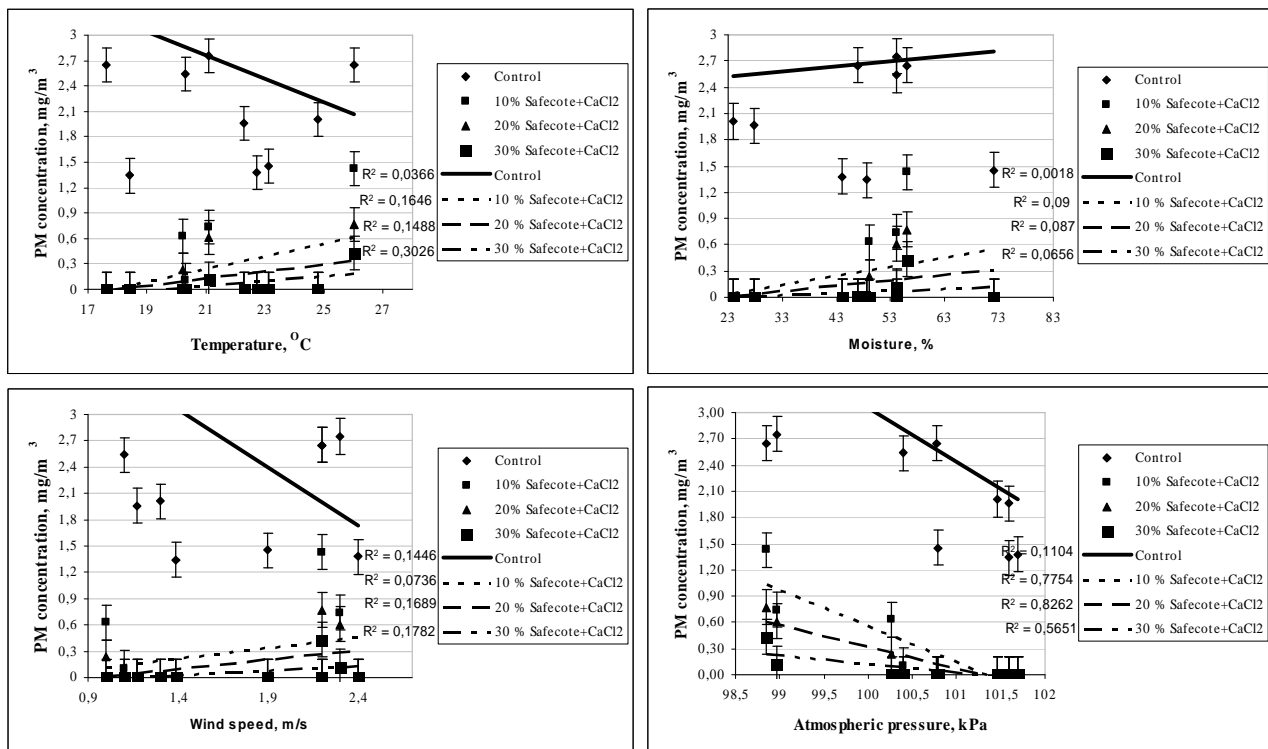 PM concentration, mg/m³
3
2,7
2,4
2,1
1,8
1,5
1,2
0,9
0,6
0,3
0
17
19
21
23
25
27
Temperature, ᴼC
R² = 0,0366
R² = 0,1646
R² = 0,1488
R² = 0,3026
Control
10% Safecote+CaCl2
20% Safecote+CaCl2
30% Safecote+CaCl2
Control
10 % Safecote+CaCl2
20 % Safecote+CaCl2
30 % Safecote+CaCl2
PM concentration, mg/m³
3
2,7
2,4
2,1
1,8
1,5
1,2
0,9
0,6
0,3
0
23
33
43
53
63
73
83
Moisture, %
R² = 0,0018
R² = 0,09
R² = 0,087
R² = 0,0656
Control
10% Safecote+CaCl2
20% Safecote+CaCl2
30% Safecote+CaCl2
Control
10 % Safecote+CaCl2
20 % Safecote+CaCl2
30 % Safecote+CaCl2
PM concentration, mg/m³
3
2,7
2,4
2,1
1,8
1,5
1,2
0,9
0,6
0,3
0
0,9
1,4
1,9
2,4
Wind speed, m/s
R² = 0,1446
R² = 0,0736
R² = 0,1689
R² = 0,1782
Control
10% Safecote+CaCl2
20% Safecote+CaCl2
30% Safecote+CaCl2
Control
10 % Safecote+CaCl2
20 % Safecote+CaCl2
30 % Safecote+CaCl2
PM concentration, mg/m³
3,00
2,70
2,40
2,10
1,80
1,50
1,20
0,90
0,60
0,30
0,00
98,5
99
99,5
100
100,5
101
101,5
102
Atmospheric pressure, kPa
R² = 0,1104
R² = 0,7754
R² = 0,8262
R² = 0,5651
Control
10% Safecote+CaCl2
20% Safecote+CaCl2
30% Safecote+CaCl2
Control
10 % Safecote+CaCl2
20 % Safecote+CaCl2
30 % Safecote+CaCl2